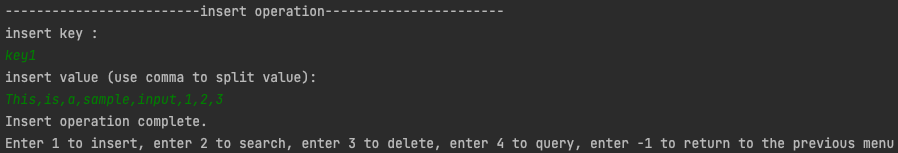 -------------------------insert operation-----------------------
insert key :
key1
insert value (use comma to split value):
This,is,a,sample,input,1,2,3
Insert operation complete.
Enter 1 to insert, enter 2 to search, enter 3 to delete, enter 4 to query, enter -1 to return to the previous menu